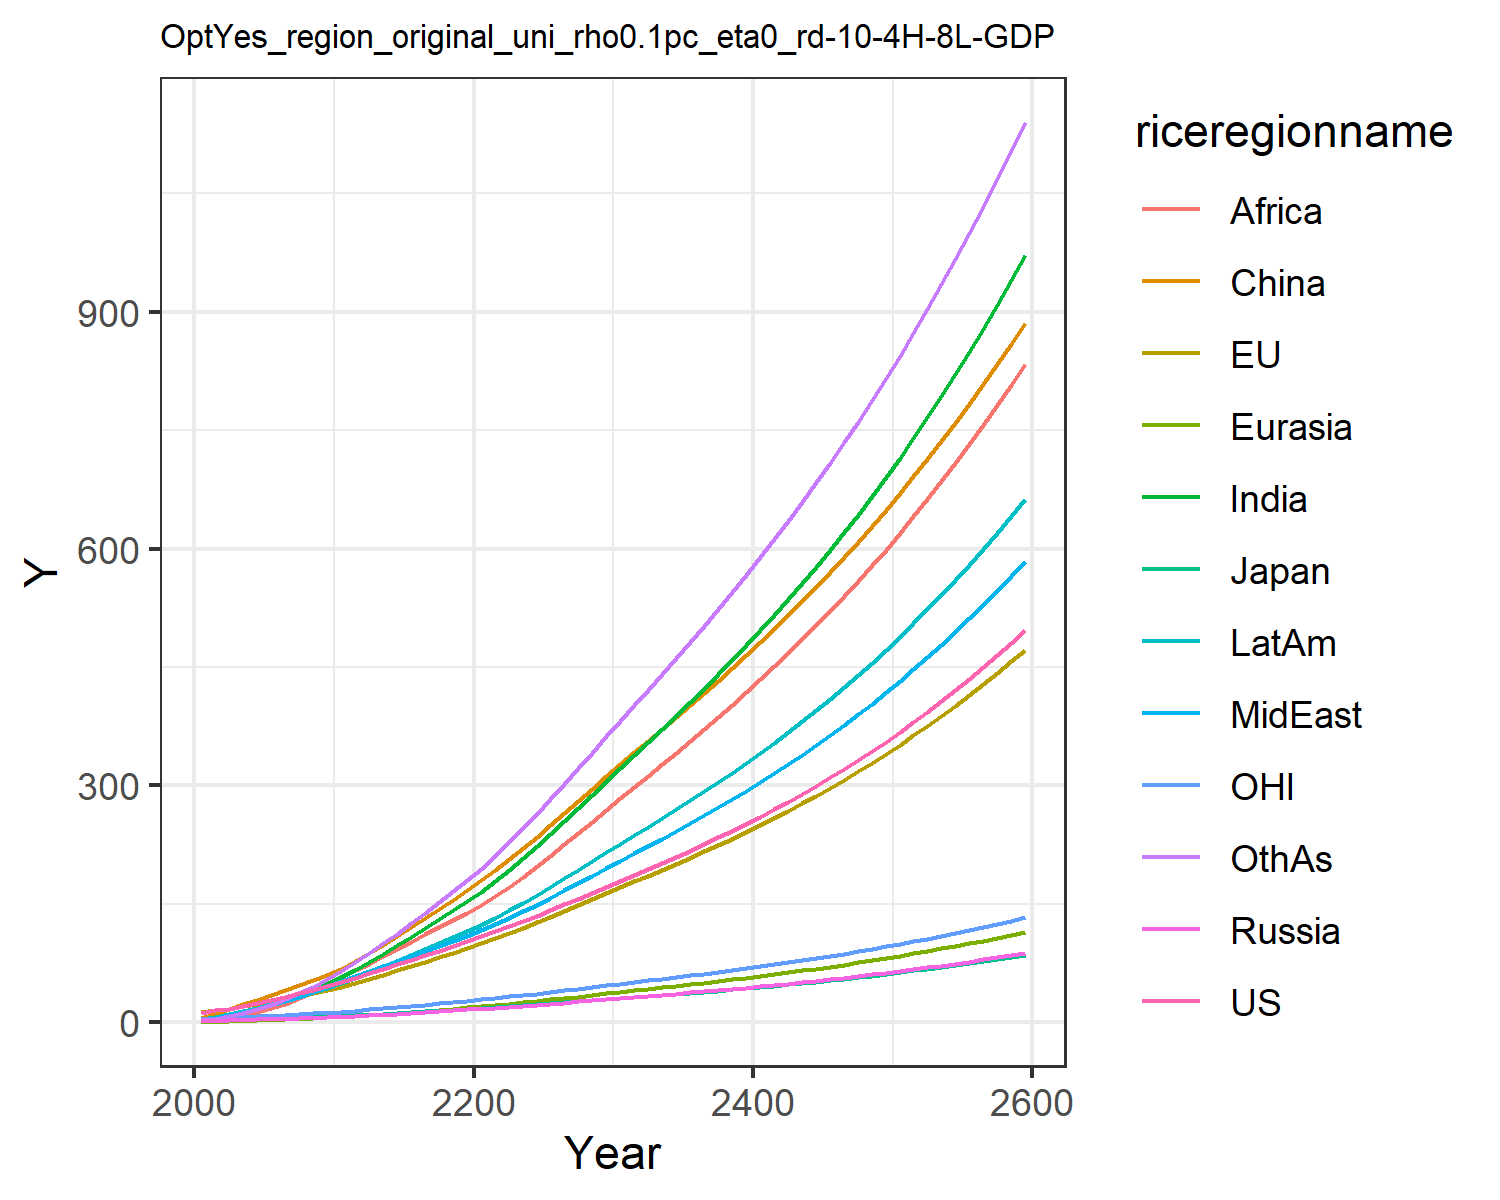 OptYes_region_original_uni_rho0.1pc_eta0_rd-10-4H-8L-GDP
riceregionname
Africa
China
EU
Eurasia
India
Japan
LatAm
MidEast
OHI
OthAs
Russia
US
Y
900
600
300
0
2000 2200 2400 2600
Year